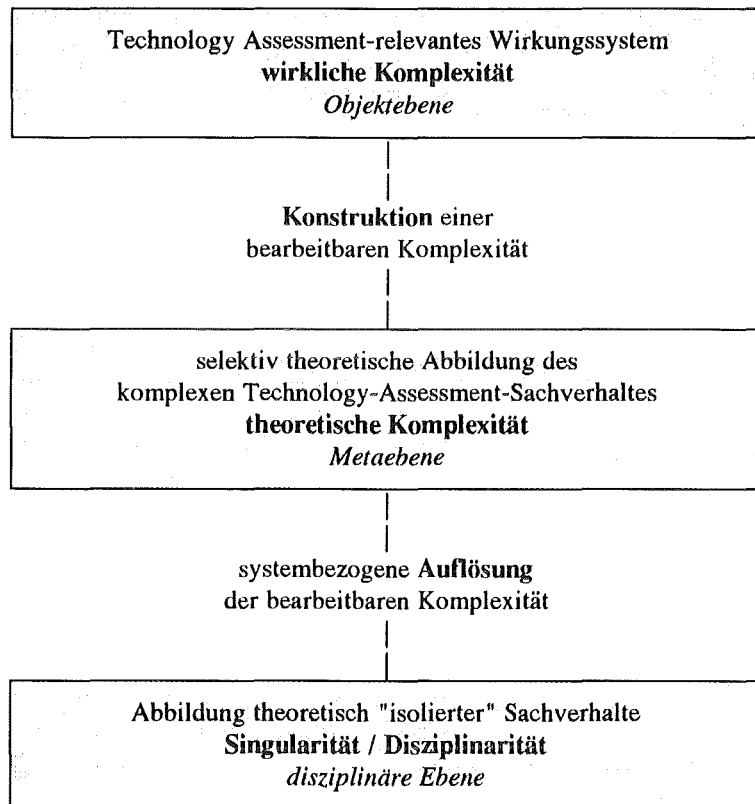 Technology Assessment-relevantes Wirkungssystem
wirkliche Komplexität
Objektebene
Konstruktion einer
bearbeitbaren Komplexität
selektiv theoretische Abbildung des
komplexen Technology-Assessment-Sachverhaltes
theoretische Komplexität
Metaebene
systembezogene Auflösung
der bearbeitbaren Komplexität
Abbildung theoretisch "isolierter" Sachverhalte
Singularität / Disziplinarität
disziplinäre Ebene